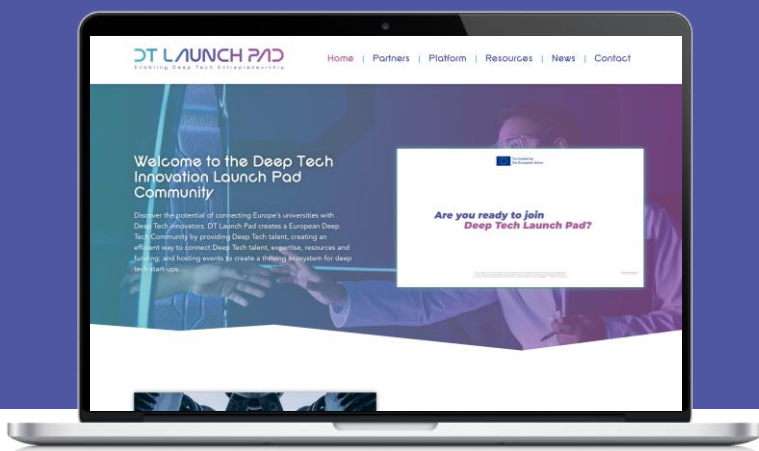 DT LAUNCH PAD
Enabling Deep Tech Entrepreneurship
Home | Partners | Platform | Resources | News | Contact
Welcome to the Deep Tech
Innovation Launch Pad
Community
Discover the potential of connecting Europe's universities with
Deep Tech innovators. DT Launch Pad creates a European Deep
Tech Community by providing Deep Tech talent, creating an
efficient way to connect Deep Tech talent, expertise, resources and
funding, and hosting events to create a thriving ecosystem for deep
tech start-ups.
Co-funded by
the European Union
Are you ready to join
Deep Tech Launch Pad?